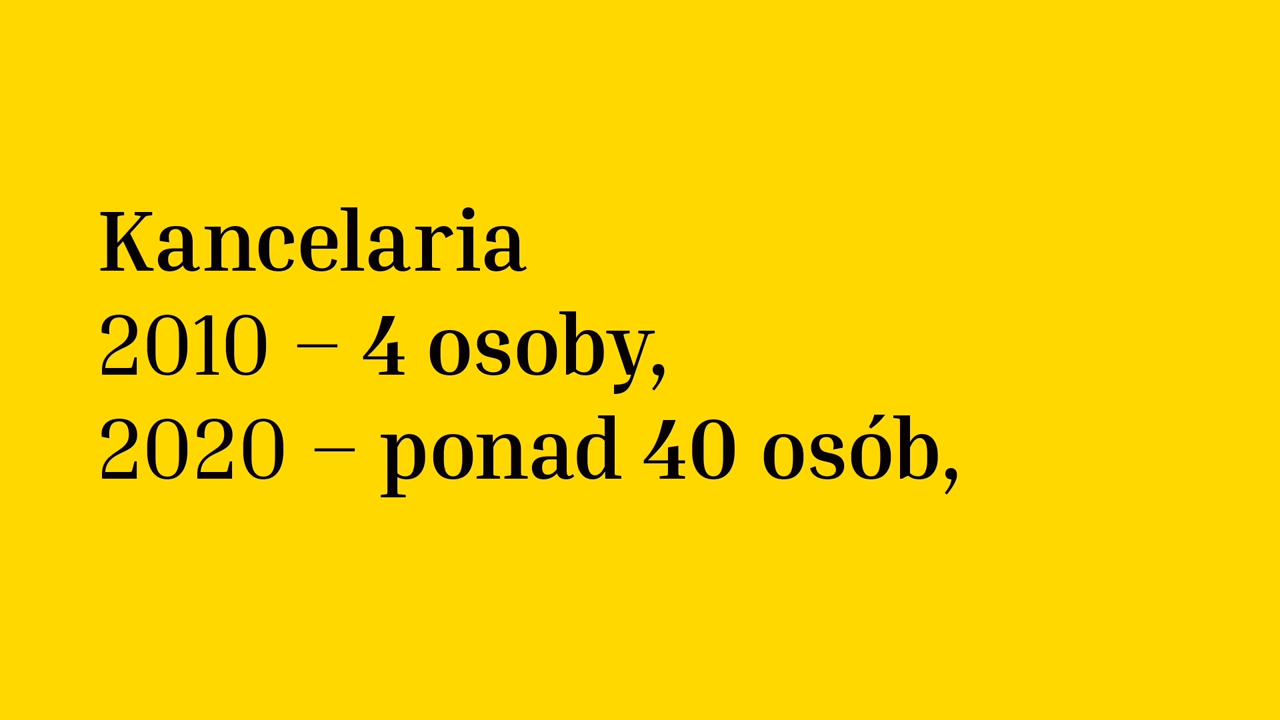 Kancelaria
2010 – 4 osoby,
2020 – ponad 40 osób,